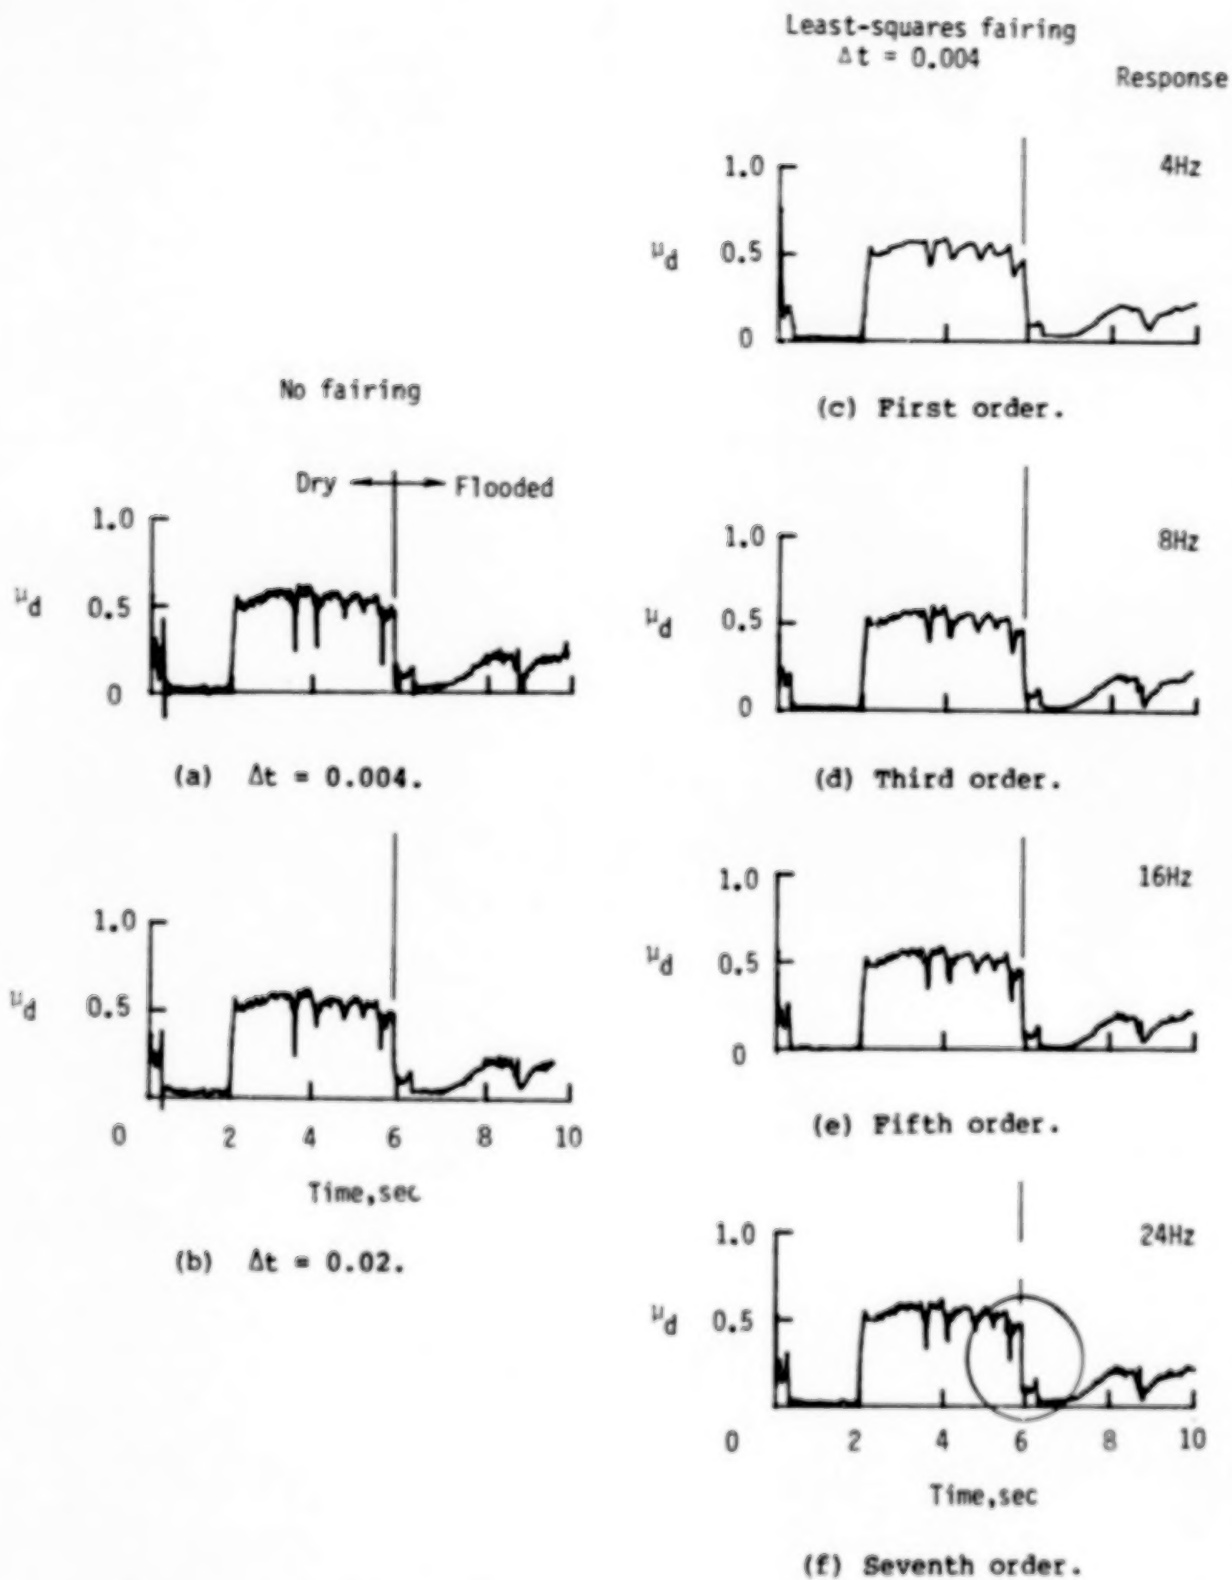 No fairing
Dry Flooded
μd
1.0
0.5
0
(a) Δt = 0.004.
μd
1.0
0.5
0 2 4 6 8 10
Time,sec
(b) Δt = 0.02.
Least-squares fairing
Δt = 0.004
Response
4Hz
μd
1.0
0.5
0
(c) First order.
8Hz
μd
1.0
0.5
0
(d) Third order.
16Hz
μd
1.0
0.5
0
(e) Fifth order.
24Hz
μd
1.0
0.5
0 2 4 6 8 10
Time,sec
(f) Seventh order.